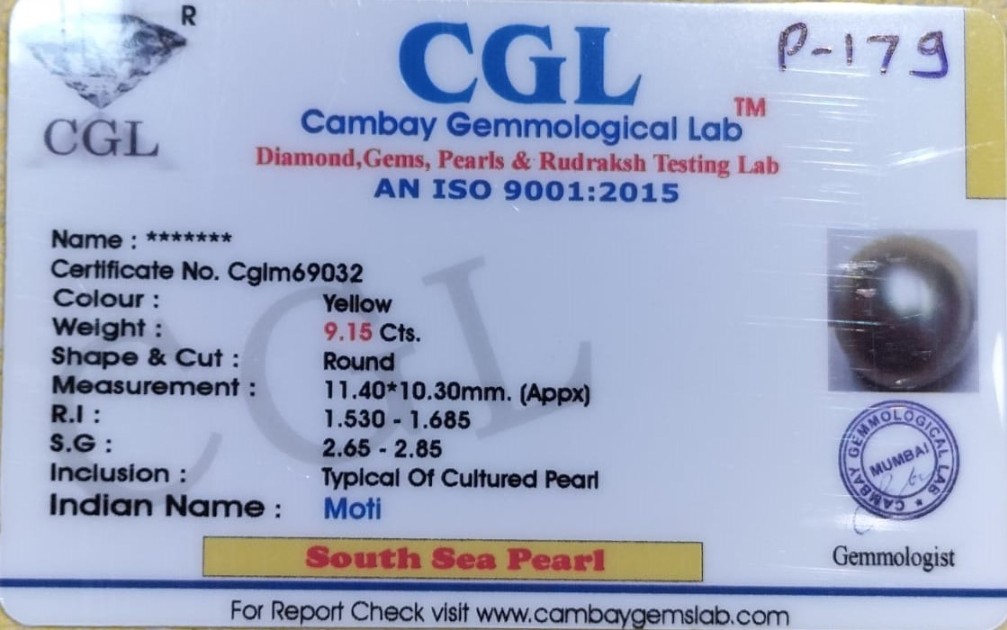 R
CGL
CGL
P-179
Cambay Gemmological Lab™
Diamond,Gems, Pearls & Rudraksh Testing Lab
AN ISO 9001:2015
Name : *******
Certificate No. Cglm69032
Colour : Yellow
Weight : 9.15 Cts.
Shape & Cut : Round
Measurement : 11.40*10.30mm. (Appx)
R.I : 1.530 - 1.685
S.G : 2.65 - 2.85
Inclusion : Typical Of Cultured Pearl
Indian Name : Moti
CGL
CAMBAY GEMMOLOGICAL LAB
MUMBAI
Gemmologist
South Sea Pearl
For Report Check visit www.cambaygemslab.com